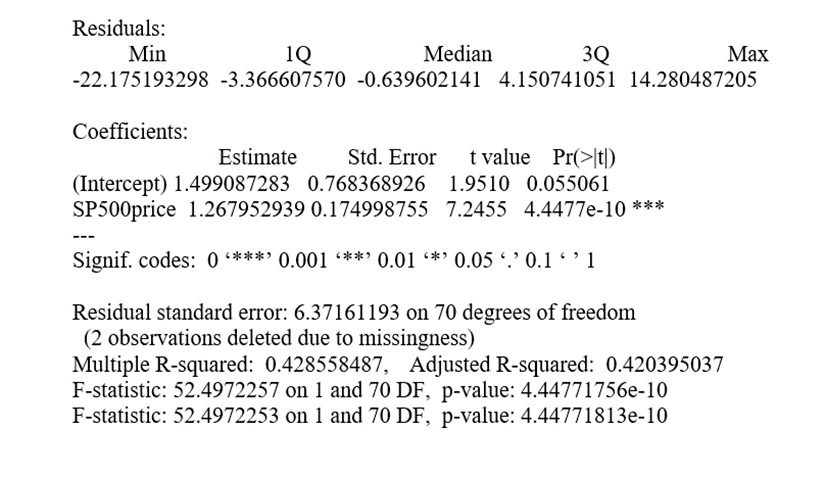 Residuals:
Min 1Q Median 3Q Max
-22.175193298 -3.366607570 -0.639602141 4.150741051 14.280487205
Coefficients:
Estimate Std. Error t value Pr(>|t|)
(Intercept) 1.499087283 0.768368926 1.9510 0.055061
SP500price 1.267952939 0.174998755 7.2455 4.4477e-10 ***
---
Signif. codes: 0 ‘***’ 0.001 ‘**’ 0.01 ‘*’ 0.05 ‘.’ 0.1 ‘ ’ 1
Residual standard error: 6.37161193 on 70 degrees of freedom
(2 observations deleted due to missingness)
Multiple R-squared: 0.428558487, Adjusted R-squared: 0.420395037
F-statistic: 52.4972257 on 1 and 70 DF, p-value: 4.44771756e-10
F-statistic: 52.4972253 on 1 and 70 DF, p-value: 4.44771813e-10